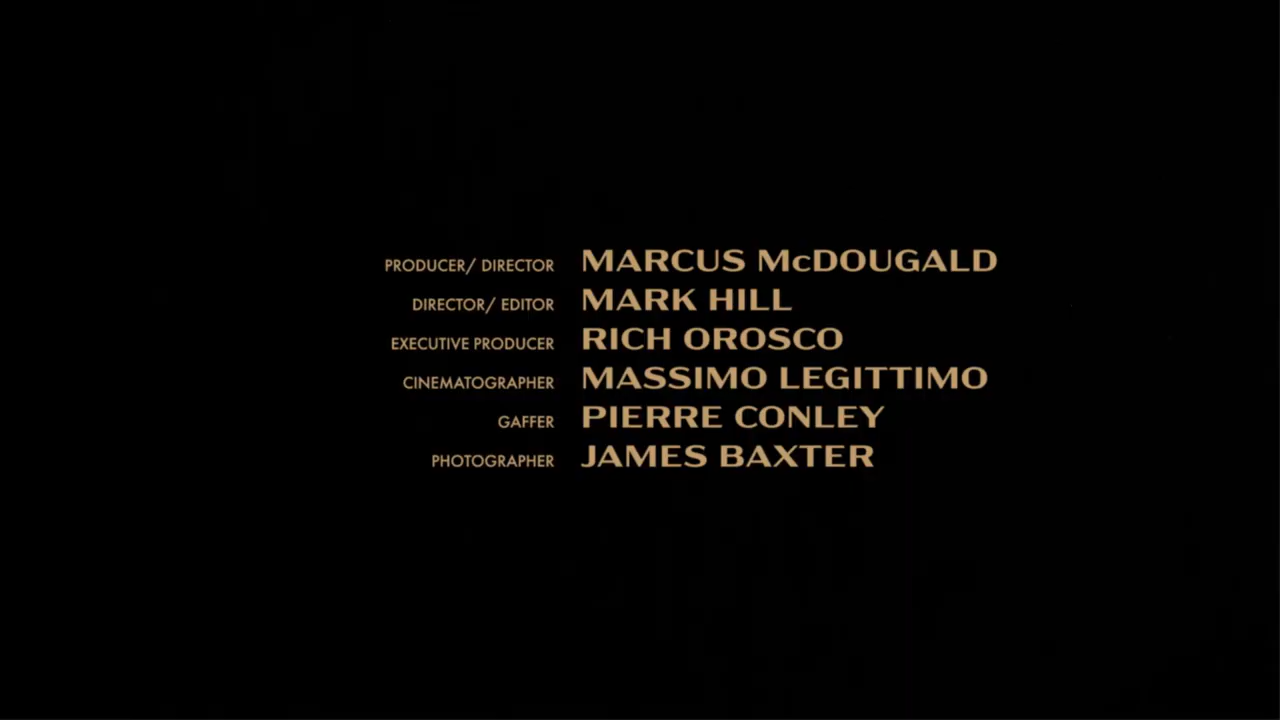 PRODUCER/ DIRECTOR MARCUS McDOUGALD
DIRECTOR/ EDITOR MARK HILL
EXECUTIVE PRODUCER RICH OROSCO
CINEMATOGRAPHER MASSIMO LEGITTIMO
GAFFER PIERRE CONLEY
PHOTOGRAPHER JAMES BAXTER